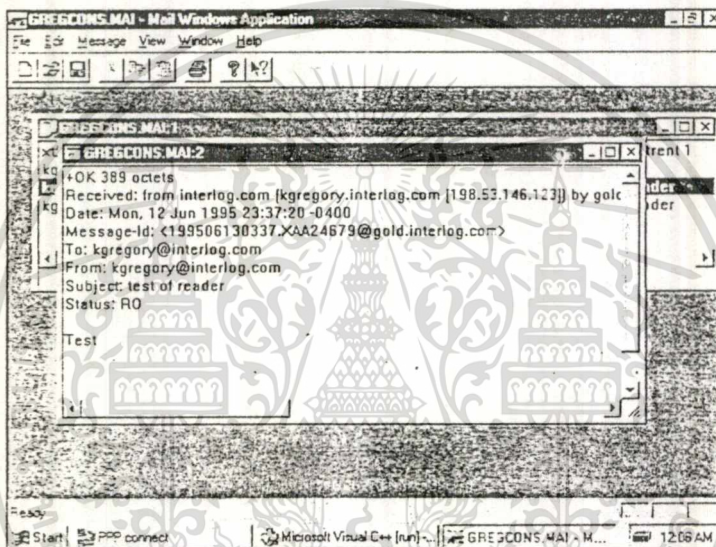 GREGCONS.MAI - Mail Windows Application
File Edit Message View Window Help
GREGCONS.MAI:1
GREGCONS.MAI:2
trent 1
+OK 389 octets
Received: from interlog.com (kgregory.interlog.com [198.53.146.123]) by gold
Date: Mon, 12 Jun 1995 23:37:20 -0400
Message-Id: <199506130337.XAA24679@gold.interlog.com>
To: kgregory@interlog.com
From: kgregory@interlog.com
Subject: test of reader
Status: RO
Test
ader
ader
Ready
Start PPP connect Microsoft Visual C++ [run] -... GREGCONS.MAI - M... 12:06 AM